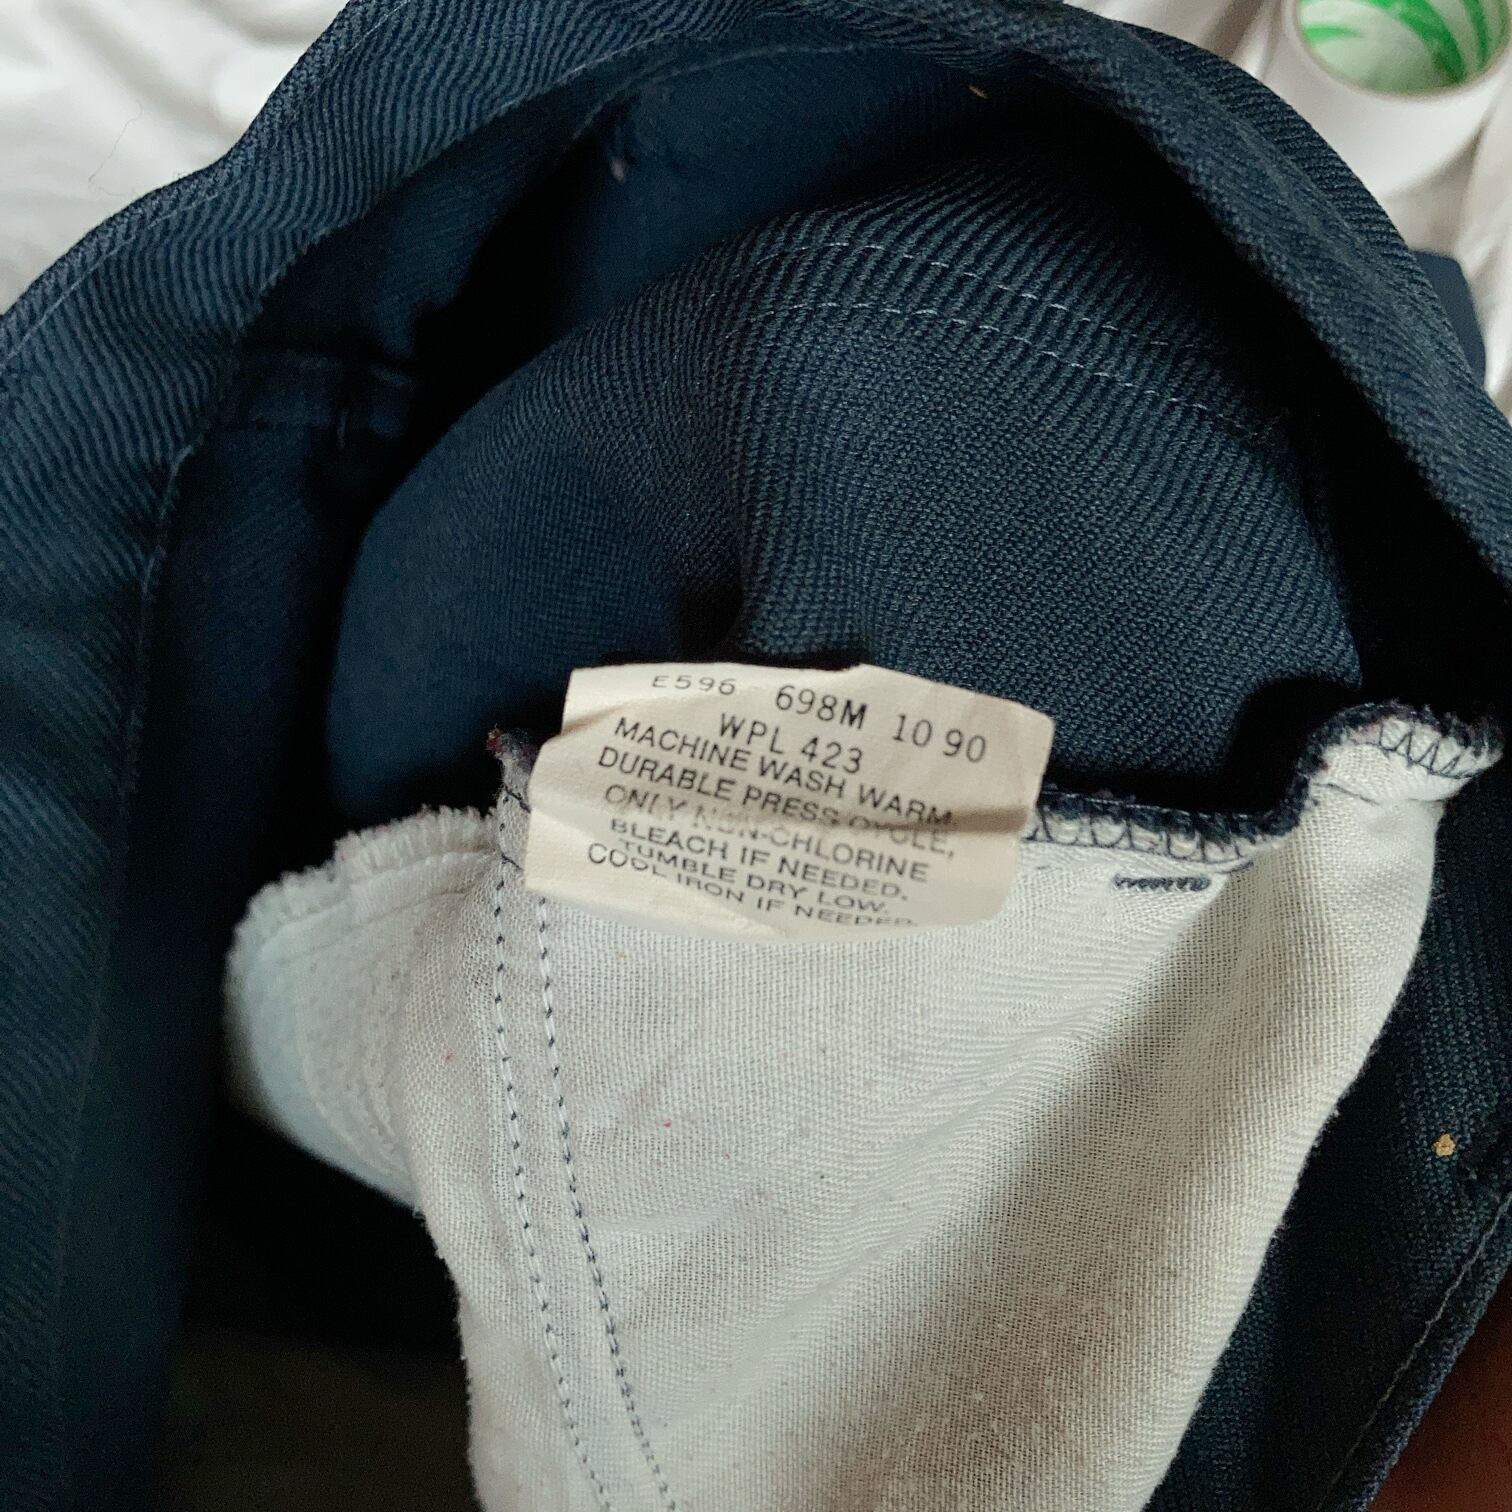 E596 698M 10 90
WPL 423
MACHINE WASH WARM
DURABLE PRESS CYCLE,
ONLY NON-CHLORINE
BLEACH IF NEEDED.
TUMBLE DRY LOW.
COOL IRON IF NEEDED